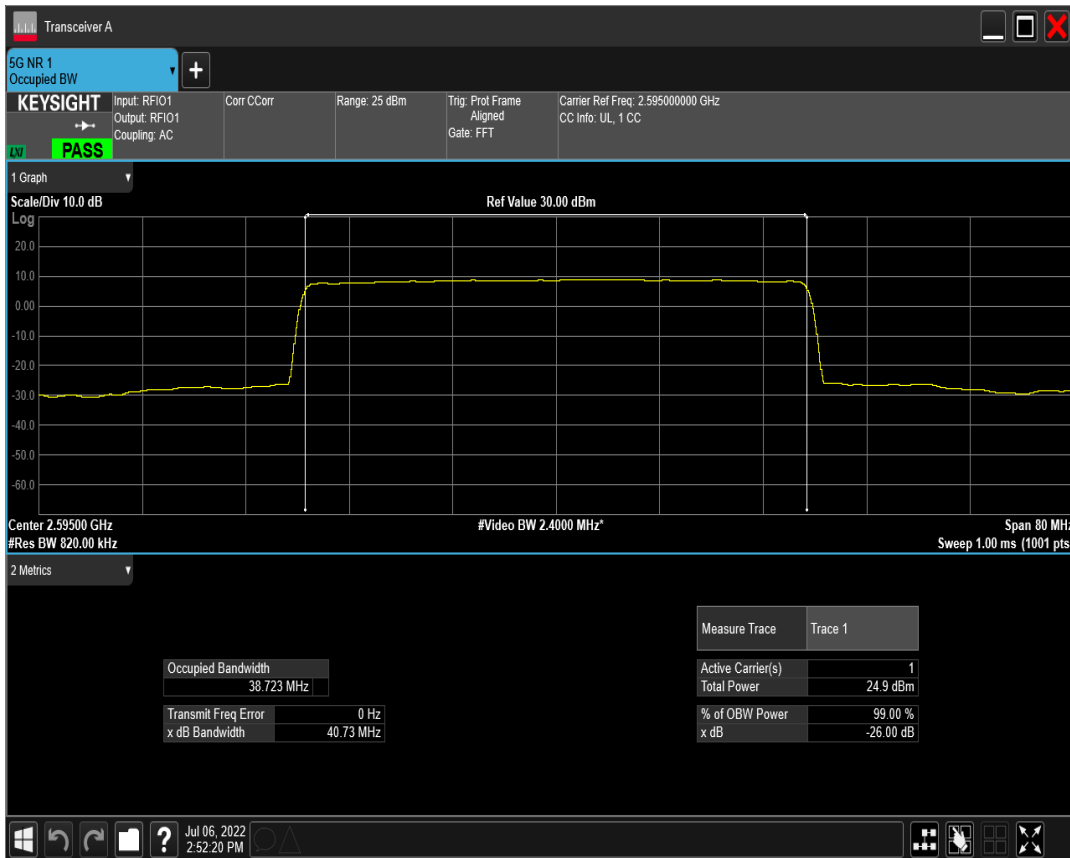 Transceiver A
5G NR 1
Occupied BW
+
KEYSIGHT
LXI PASS
Input: RFIO1
Output: RFIO1
Coupling: AC
Corr CCorr
Range: 25 dBm
Trig: Prot Frame
Aligned
Gate: FFT
Carrier Ref Freq: 2.595000000 GHz
CC Info: UL, 1 CC
1 Graph
Scale/Div 10.0 dB Ref Value 30.00 dBm
Log
20.0
10.0
0.00
-10.0
-20.0
-30.0
-40.0
-50.0
-60.0
Center 2.59500 GHz #Video BW 2.4000 MHz* Span 80 MHz
#Res BW 820.00 kHz Sweep 1.00 ms (1001 pts
2 Metrics
Measure Trace Trace 1
Occupied Bandwidth
38.723 MHz
Active Carrier(s) 1
Total Power 24.9 dBm
Transmit Freq Error 0 Hz
x dB Bandwidth 40.73 MHz
% of OBW Power 99.00 %
x dB -26.00 dB
?
Jul 06, 2022
2:52:20 PM